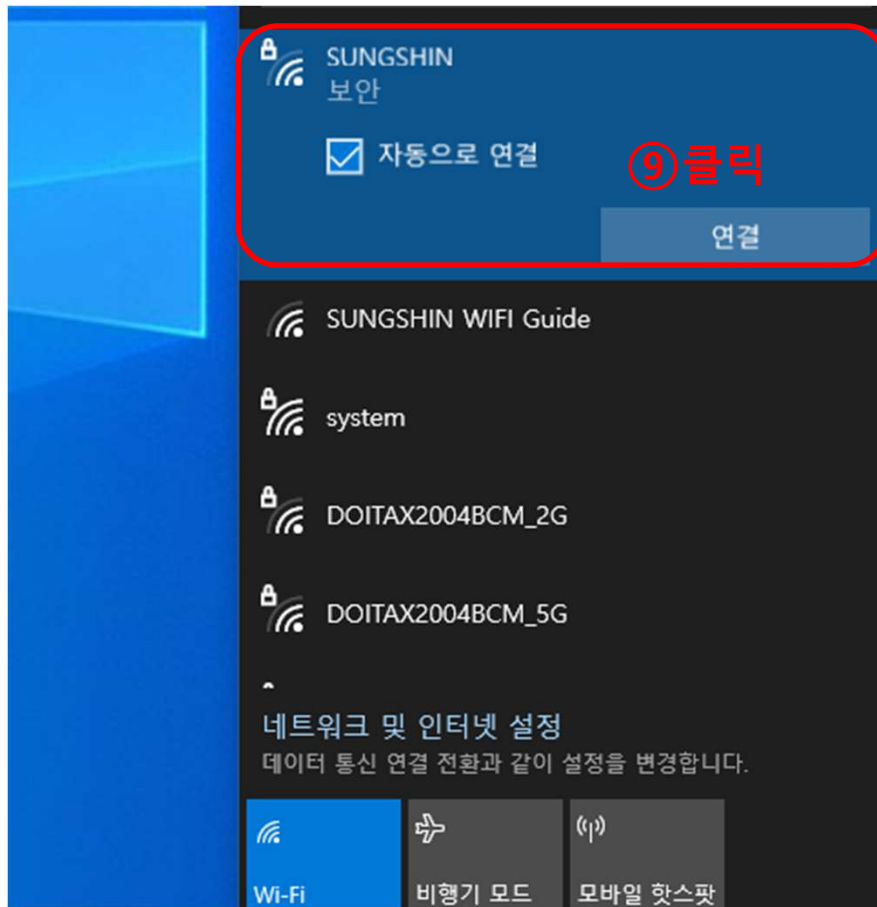 SUNGSHIN
보안
자동으로 연결
⑨클릭
연결
SUNGSHIN WIFI Guide
system
DOITAX2004BCM_2G
DOITAX2004BCM_5G
네트워크 및 인터넷 설정
데이터 통신 연결 전환과 같이 설정을 변경합니다.
Wi-Fi
비행기 모드
모바일 핫스팟